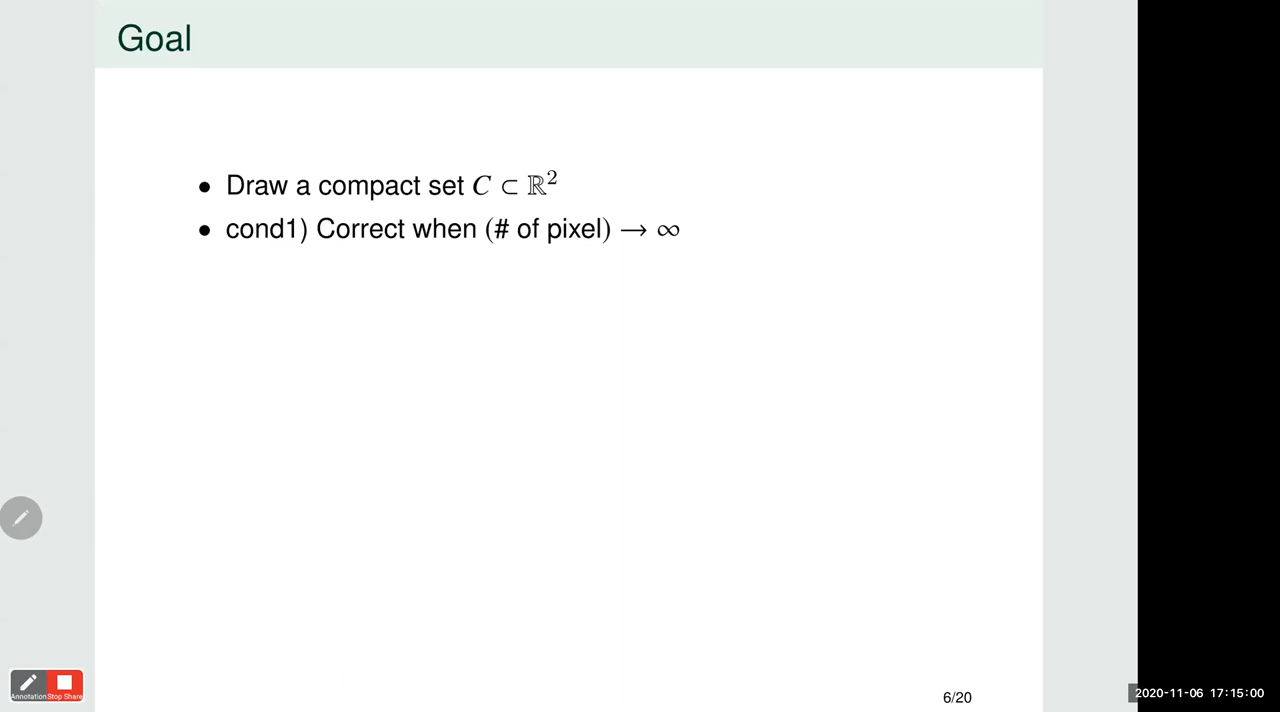 Goal
• Draw a compact set C ⊂ ℝ²
• cond1) Correct when (# of pixel) → ∞
Annotation Stop Share
6/20
2020-11-06 17:15:00